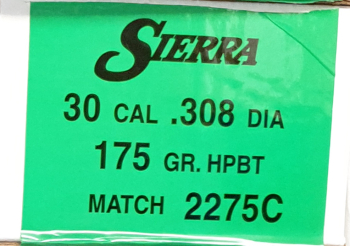 SIERRA
30 CAL .308 DIA
175 GR. HPBT
MATCH 2275C